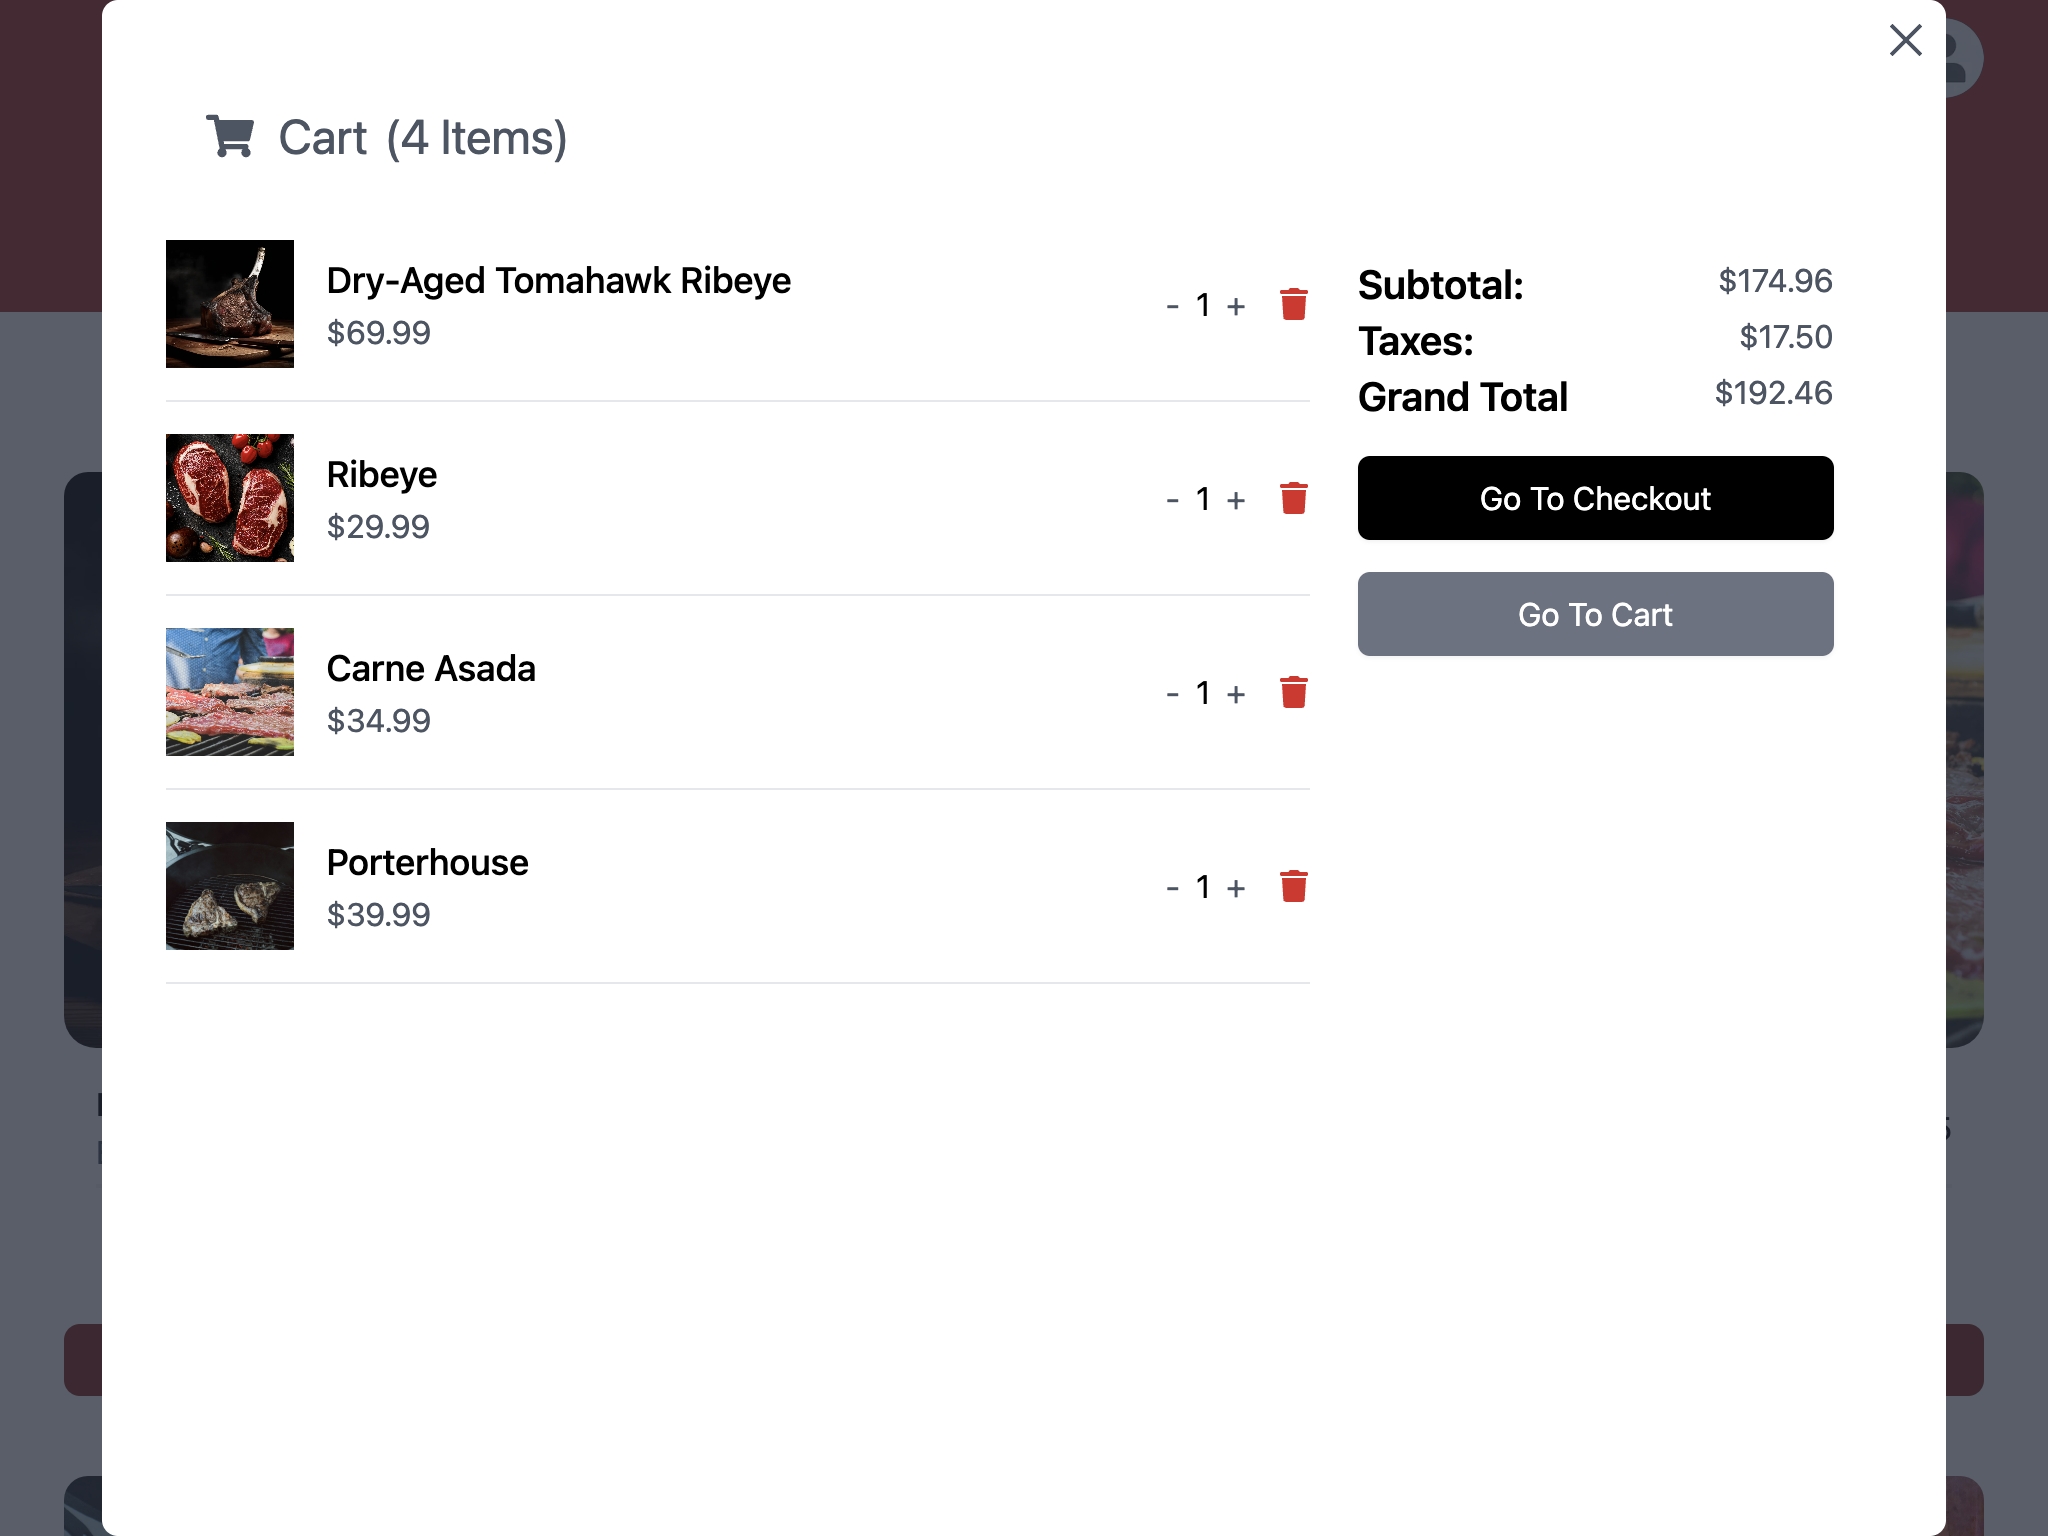 Cart (4 Items)
Dry-Aged Tomahawk Ribeye
$69.99
- 1 +
Ribeye
$29.99
- 1 +
Carne Asada
$34.99
- 1 +
Porterhouse
$39.99
- 1 +
Subtotal: $174.96
Taxes: $17.50
Grand Total $192.46
Go To Checkout
Go To Cart